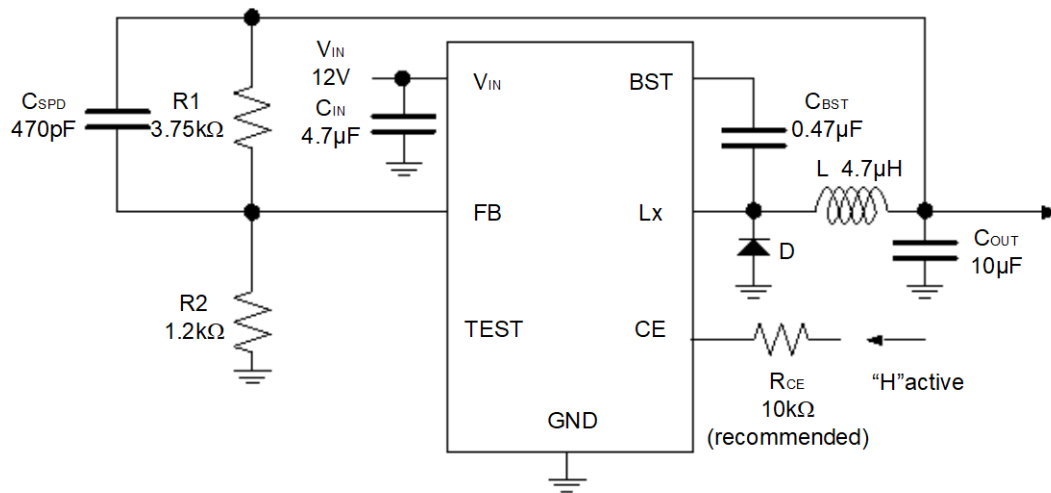 VIN
12V
VIN
BST
CSPD
470pF
R1
3.75kΩ
CIN
4.7µF
CBST
0.47µF
L 4.7µH
FB
Lx
D
COUT
10µF
R2
1.2kΩ
TEST
CE
RCE
10kΩ
(recommended)
“H”active
GND